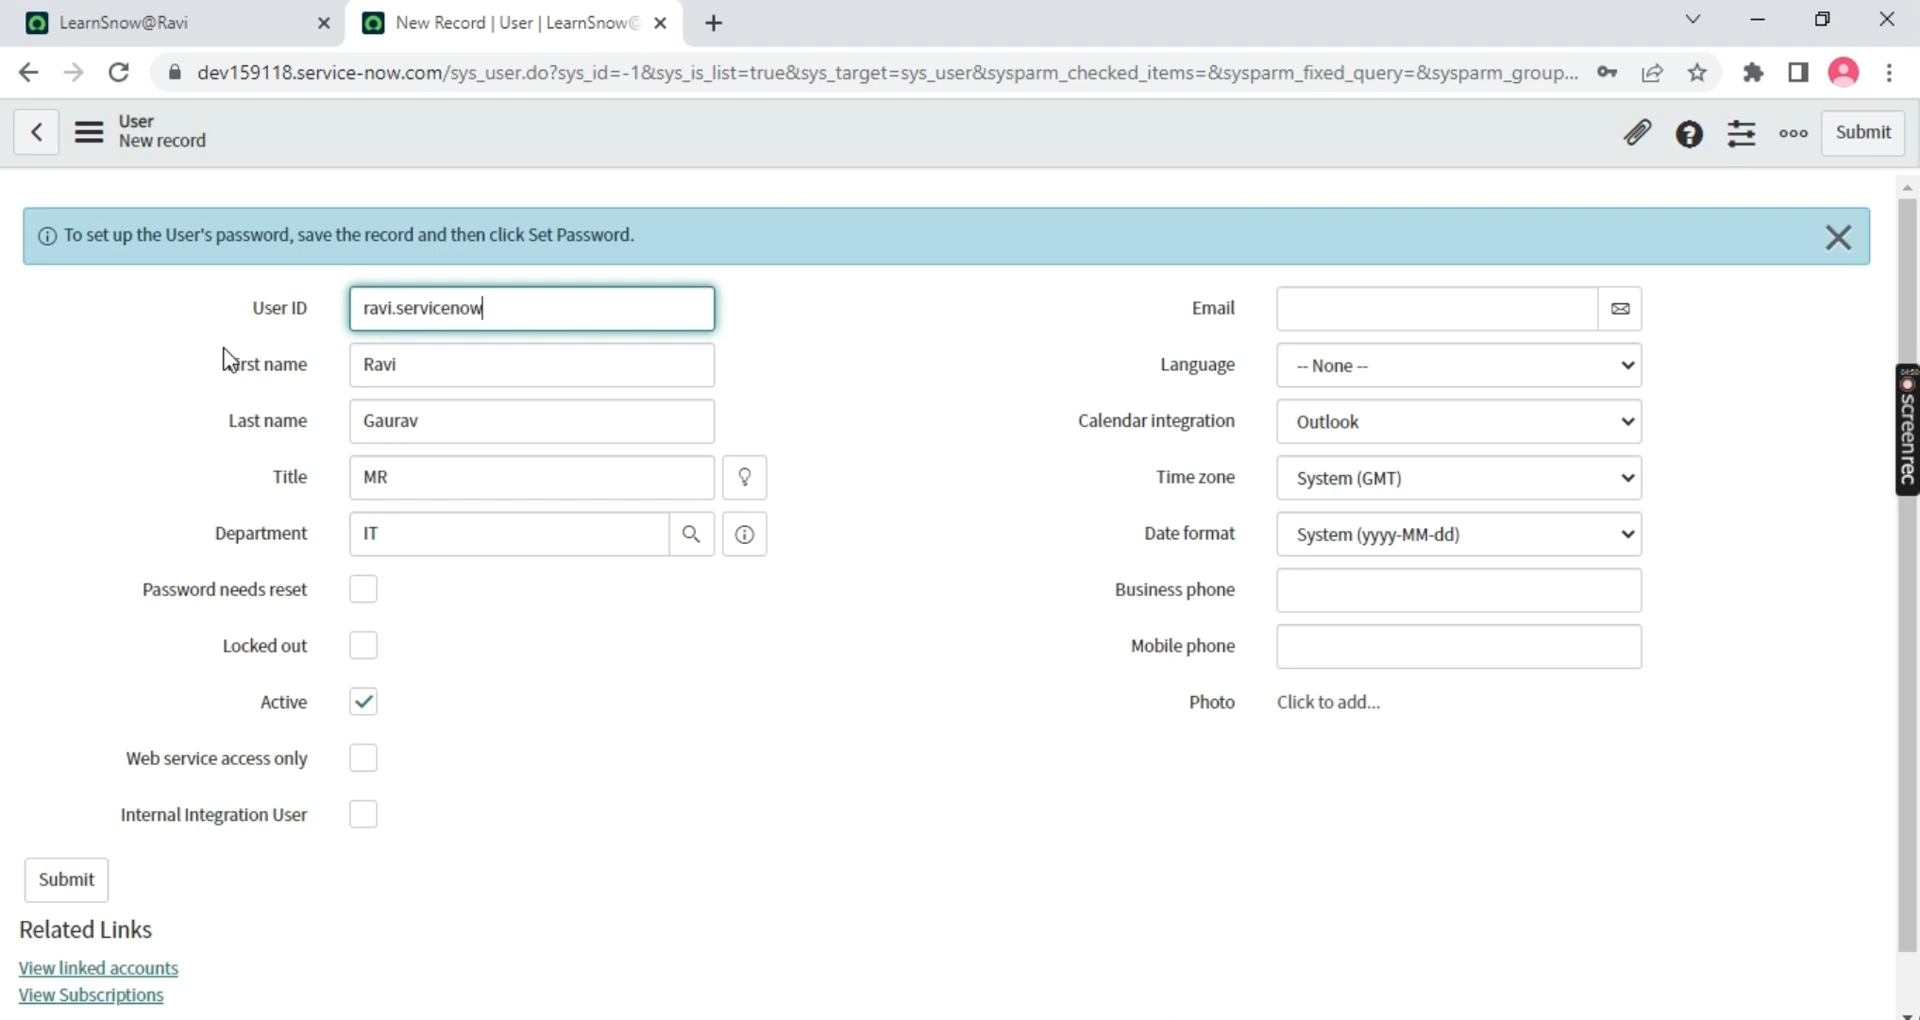 LearnSnow@Ravi
New Record | User | LearnSnow@
dev159118.service-now.com/sys_user.do?sys_id=-1&sys_is_list=true&sys_target=sys_user&sysparm_checked_items=&sysparm_fixed_query=&sysparm_group...
User
New record
Submit
To set up the User's password, save the record and then click Set Password.
User ID ravi.servicenow
Email
First name Ravi
Language -- None --
Last name Gaurav
Calendar integration Outlook
Title MR
Time zone System (GMT)
Department IT
Date format System (yyyy-MM-dd)
Password needs reset
Business phone
Locked out
Mobile phone
Active
Photo Click to add...
Web service access only
Internal Integration User
Submit
Related Links
View linked accounts
View Subscriptions
screenrec